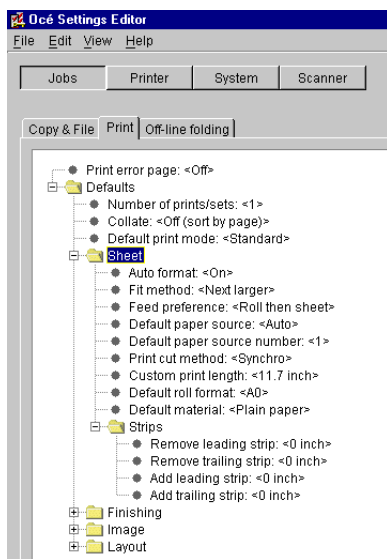 Océ Settings Editor
File Edit View Help
Jobs Printer System Scanner
Copy & File Print Off-line folding
Print error page: <Off>
Defaults
Number of prints/sets: <1>
Collate: <Off (sort by page)>
Default print mode: <Standard>
Sheet
Auto format: <On>
Fit method: <Next larger>
Feed preference: <Roll then sheet>
Default paper source: <Auto>
Default paper source number: <1>
Print cut method: <Synchro>
Custom print length: <11.7 inch>
Default roll format: <A0>
Default material: <Plain paper>
Strips
Remove leading strip: <0 inch>
Remove trailing strip: <0 inch>
Add leading strip: <0 inch>
Add trailing strip: <0 inch>
Finishing
Image
Layout